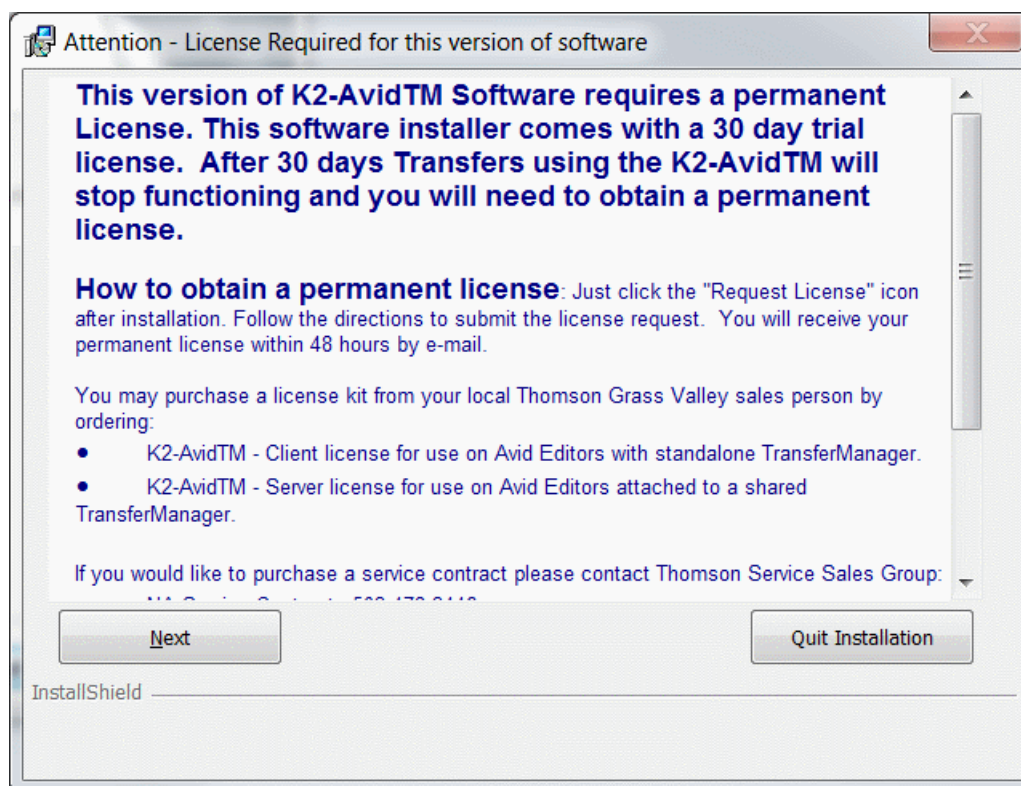 Attention - License Required for this version of software
This version of K2-AvidTM Software requires a permanent
License. This software installer comes with a 30 day trial
license.  After 30 days Transfers using the K2-AvidTM will
stop functioning and you will need to obtain a permanent
license.
How to obtain a permanent license: Just click the "Request License" icon
after installation. Follow the directions to submit the license request.  You will receive your
permanent license within 48 hours by e-mail.
You may purchase a license kit from your local Thomson Grass Valley sales person by
ordering:
● K2-AvidTM - Client license for use on Avid Editors with standalone TransferManager.
● K2-AvidTM - Server license for use on Avid Editors attached to a shared
TransferManager.
If you would like to purchase a service contract please contact Thomson Service Sales Group:
Next
Quit Installation
InstallShield